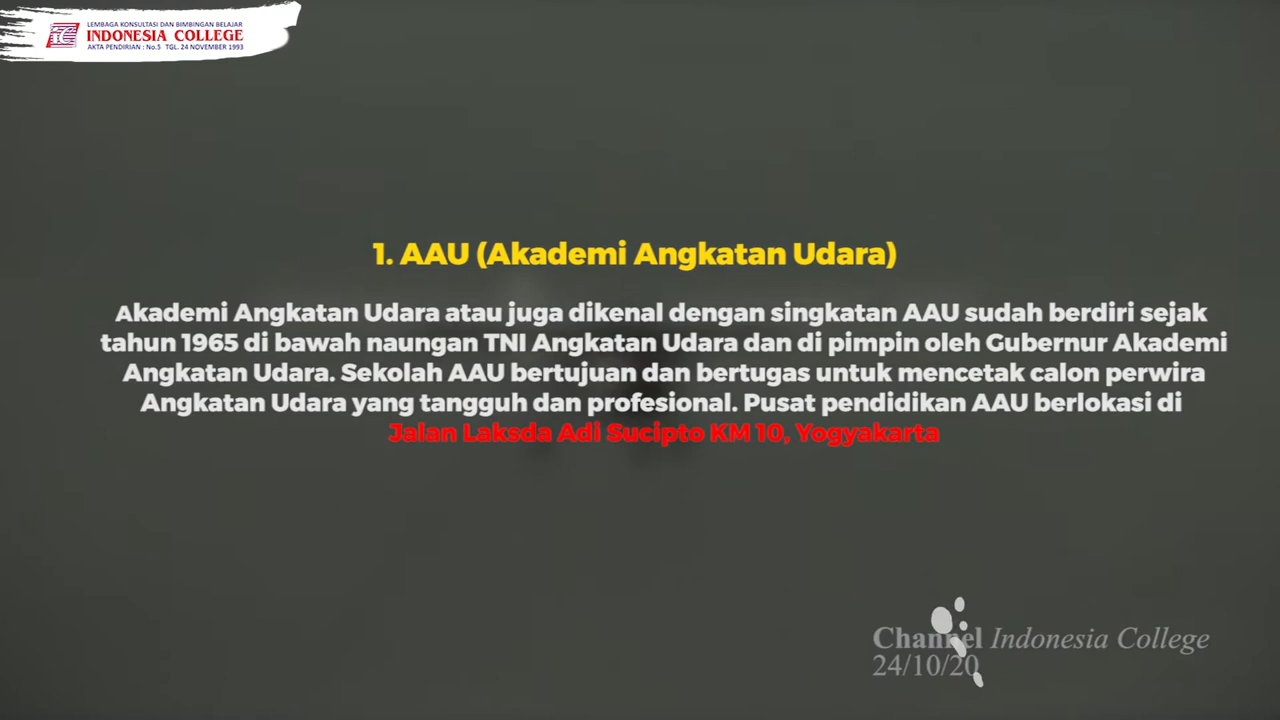 LEMBAGA KONSULTASI DAN BIMBINGAN BELAJAR
INDONESIA COLLEGE
AKTA PENDIRIAN : No.5 TGL. 24 NOVEMBER 1993
1. AAU (Akademi Angkatan Udara)
Akademi Angkatan Udara atau juga dikenal dengan singkatan AAU sudah berdiri sejak
tahun 1965 di bawah naungan TNI Angkatan Udara dan di pimpin oleh Gubernur Akademi
Angkatan Udara. Sekolah AAU bertujuan dan bertugas untuk mencetak calon perwira
Angkatan Udara yang tangguh dan profesional. Pusat pendidikan AAU berlokasi di
Jalan Laksda Adi Sucipto KM 10, Yogyakarta
Channel Indonesia College
24/10/20